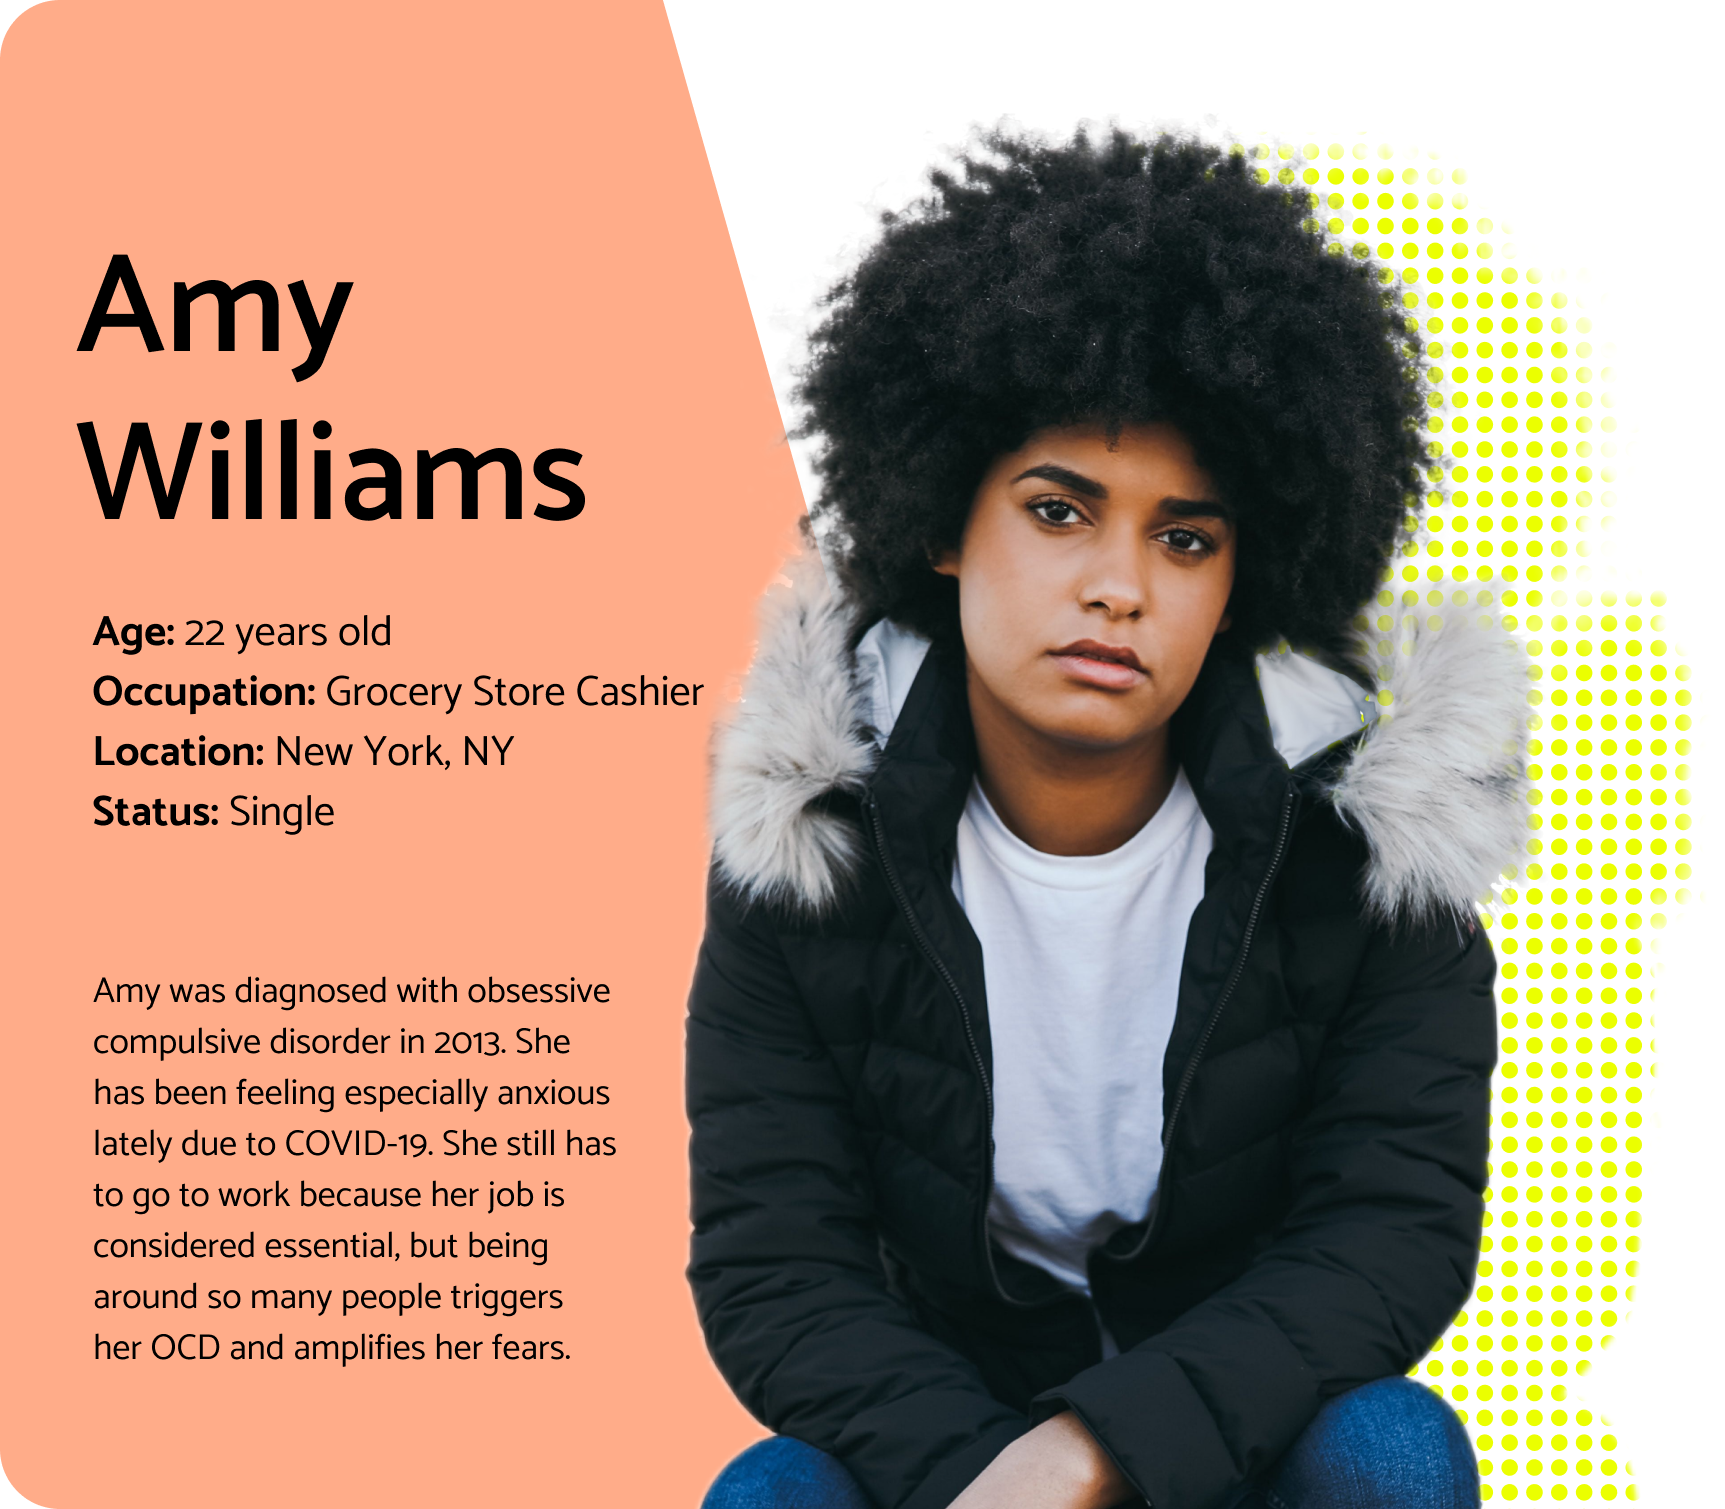 Amy
Williams
Age: 22 years old
Occupation: Grocery Store Cashier
Location: New York, NY
Status: Single
Amy was diagnosed with obsessive
compulsive disorder in 2013. She
has been feeling especially anxious
lately due to COVID-19. She still has
to go to work because her job is
considered essential, but being
around so many people triggers
her OCD and amplifies her fears.